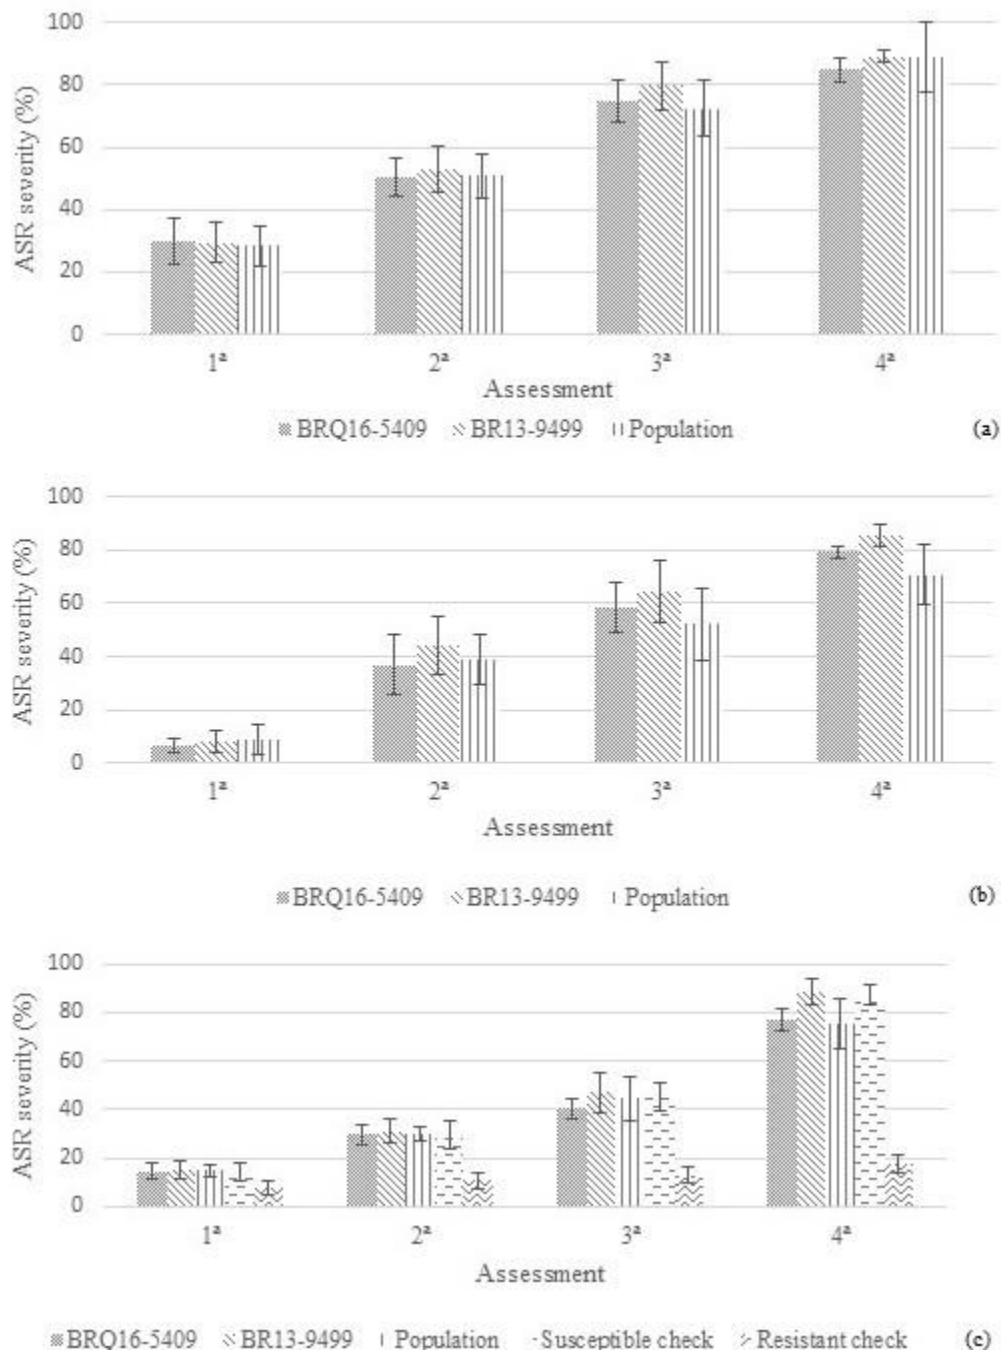 100
80
60
40
20
0
ASR severity (%)
1ª 2ª 3ª 4ª
Assessment
BRQ16-5409 BR13-9499 Population (a)
100
80
60
40
20
0
ASR severity (%)
1ª 2ª 3ª 4ª
Assessment
BRQ16-5409 BR13-9499 Population (b)
100
80
60
40
20
0
ASR severity (%)
1ª 2ª 3ª 4ª
Assessment
BRQ16-5409 BR13-9499 Population Susceptible check Resistant check (c)